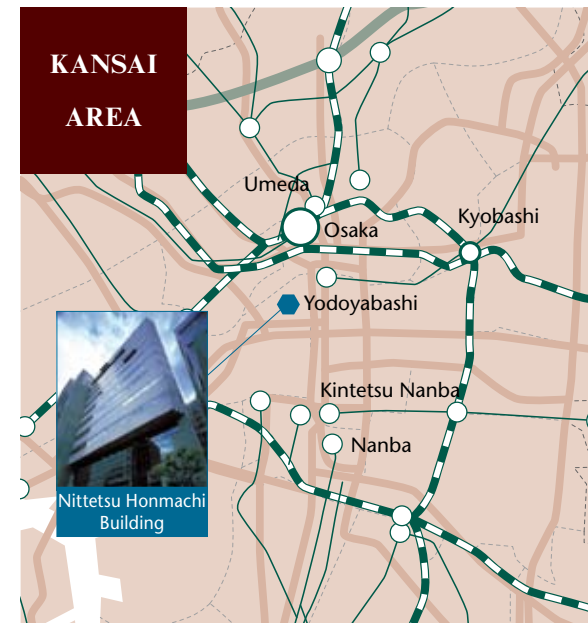 KANSAI
AREA
Umeda
Osaka
Kyobashi
Yodoyabashi
Kintetsu Nanba
Nanba
Nittetsu Honmachi
Building